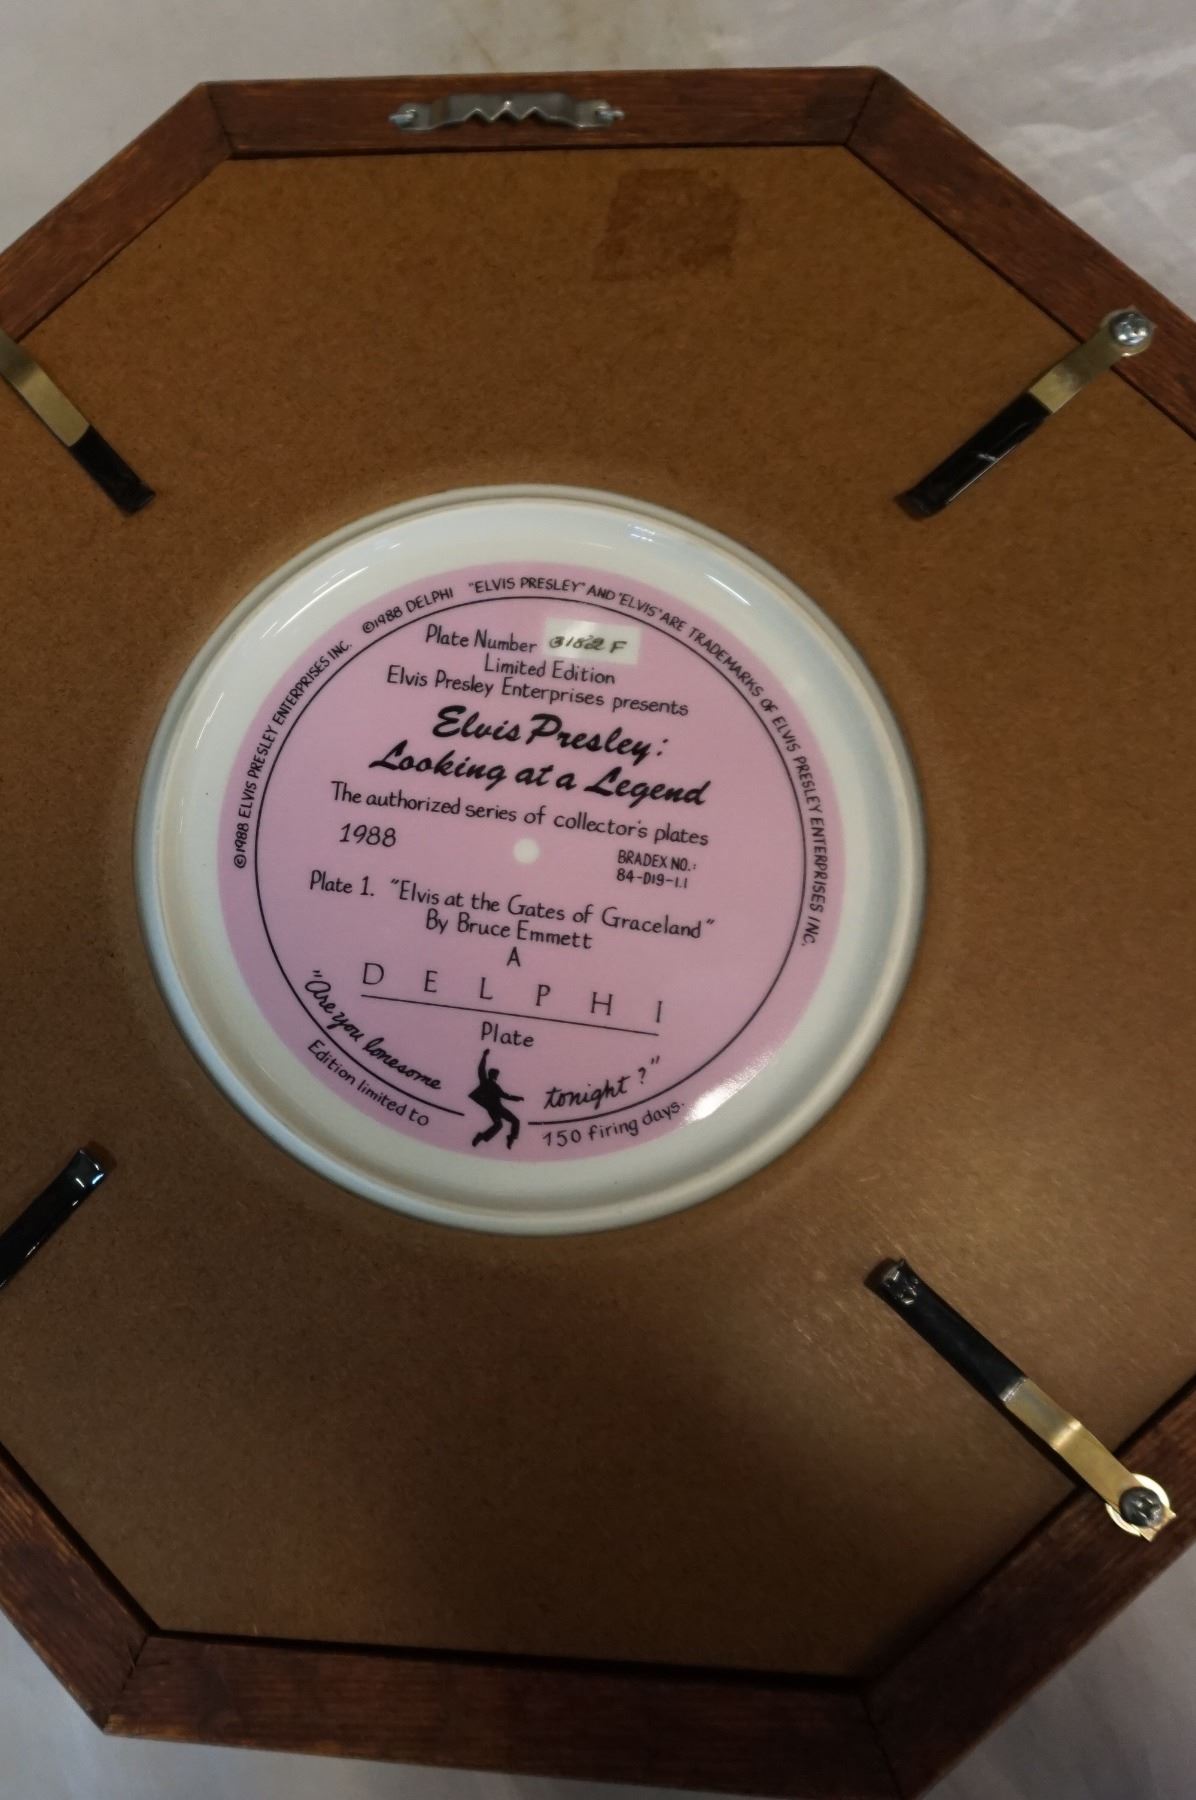 ©1988 ELVIS PRESLEY ENTERPRISES INC. ©1988 DELPHI "ELVIS PRESLEY" AND "ELVIS" ARE TRADEMARKS OF ELVIS PRESLEY ENTERPRISES INC.
Plate Number 3182 F
Limited Edition
Elvis Presley Enterprises presents
Elvis Presley:
Looking at a Legend
The authorized series of collector's plates
1988
BRADEX NO.:
84-D19-1.1
Plate 1. "Elvis at the Gates of Graceland"
By Bruce Emmett
A
DELPHI
Plate
"Are you lonesome tonight?"
Edition limited to 150 firing days.